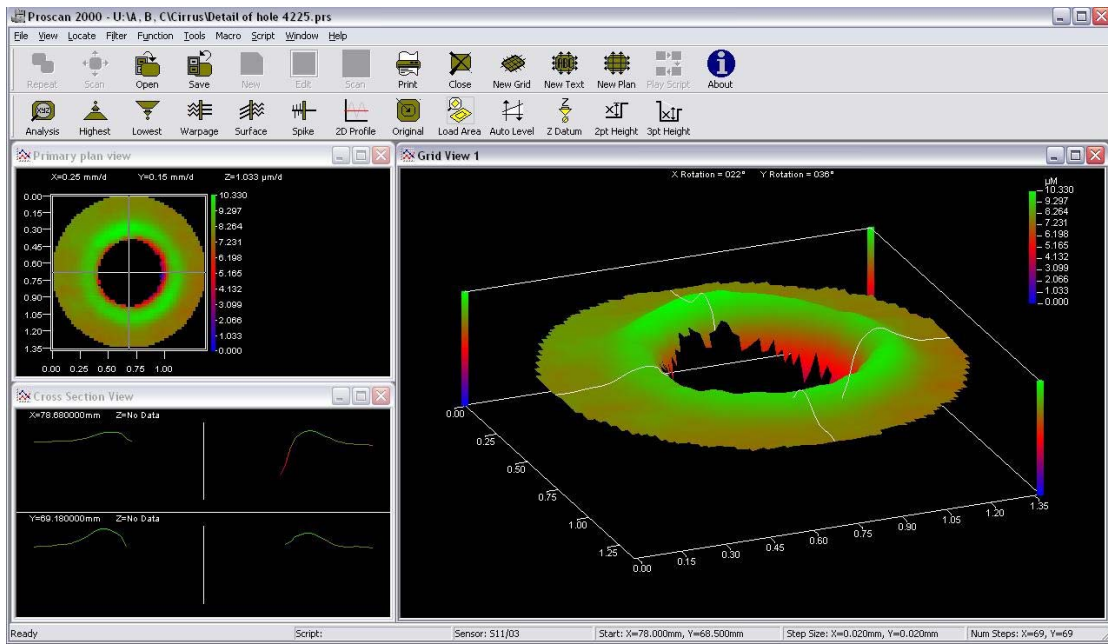 Proscan 2000 - U:\A, B, C\Cirrus\Detail of hole 4225.prs
File View Locate Filter Function Tools Macro Script Window Help
Repeat Scan Open Save New Edit Scan Print Close New Grid New Text New Plan Play Script About
Analysis Highest Lowest Warpage Surface Spike 2D Profile Original Load Area Auto Level Z Datum 2pt Height 3pt Height
Primary plan view
X=0.25 mm/d Y=0.15 mm/d Z=1.033 µm/d
0.00
0.15
0.30
0.45
0.60
0.75
0.90
1.05
1.20
1.35
0.00 0.25 0.50 0.75 1.00
10.330
9.297
8.264
7.231
6.198
5.165
4.132
3.099
2.066
1.033
0.000
Cross Section View
X=78.680000mm Z=No Data
Y=69.180000mm Z=No Data
Grid View 1
X Rotation = 022° Y Rotation = 036°
µM
10.330
9.297
8.264
7.231
6.198
5.165
4.132
3.099
2.066
1.033
0.000
0.00
0.25
0.50
0.75
1.00
1.25
0.00 0.15 0.30 0.45 0.60 0.75 0.90 1.05 1.20 1.35
Ready Script: Sensor: S11/03 Start: X=78.000mm, Y=68.500mm Step Size: X=0.020mm, Y=0.020mm Num Steps: X=69, Y=69